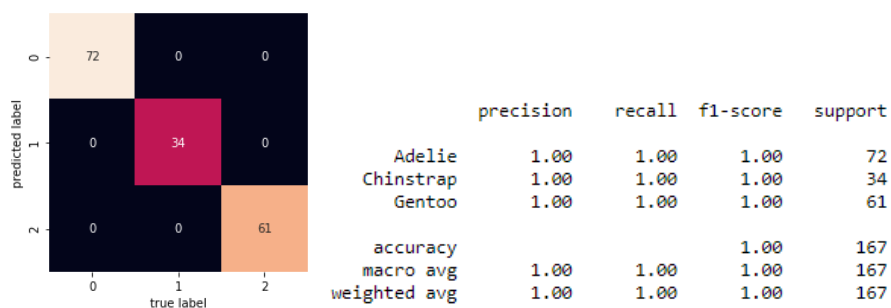 0
72 0 0
predicted label
1
0 34 0
2
0 0 61
0 1 2
true label
precision recall f1-score support
Adelie 1.00 1.00 1.00 72
Chinstrap 1.00 1.00 1.00 34
Gentoo 1.00 1.00 1.00 61
accuracy 1.00 167
macro avg 1.00 1.00 1.00 167
weighted avg 1.00 1.00 1.00 167